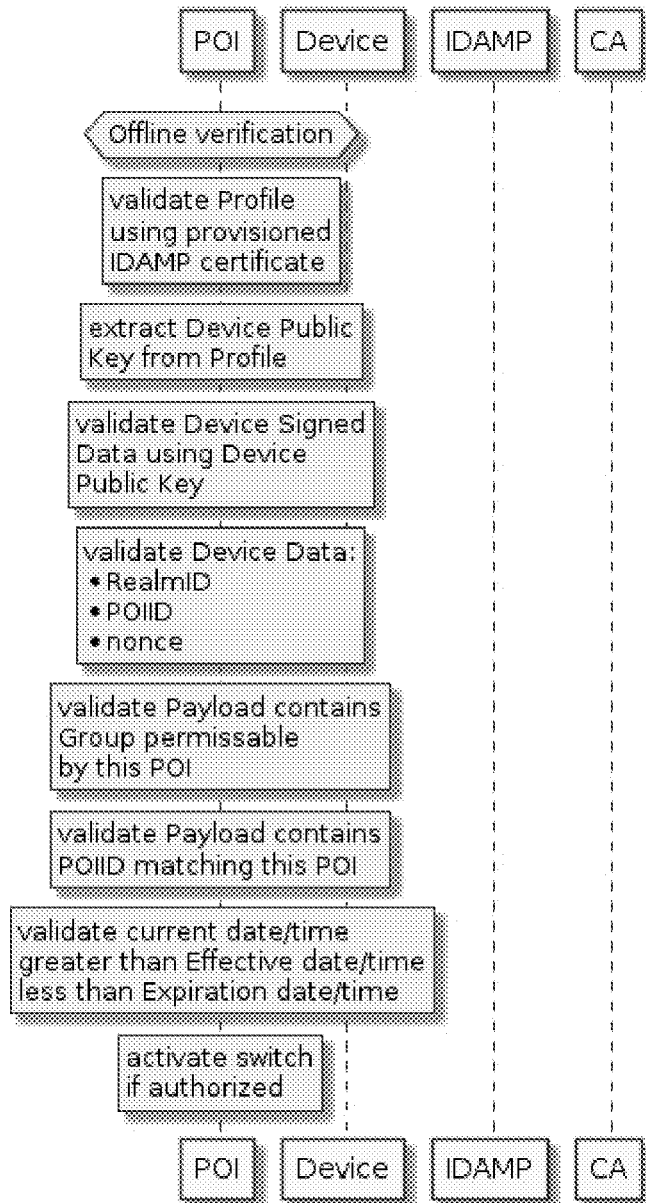 POI Device IDAMP CA
Offline verification
validate Profile
using provisioned
IDAMP certificate
extract Device Public
Key from Profile
validate Device Signed
Data using Device
Public Key
validate Device Data:
• RealmID
• POIID
• nonce
validate Payload contains
Group permissable
by this POI
validate Payload contains
POIID matching this POI
validate current date/time
greater than Effective date/time
less than Expiration date/time
activate switch
if authorized
POI Device IDAMP CA